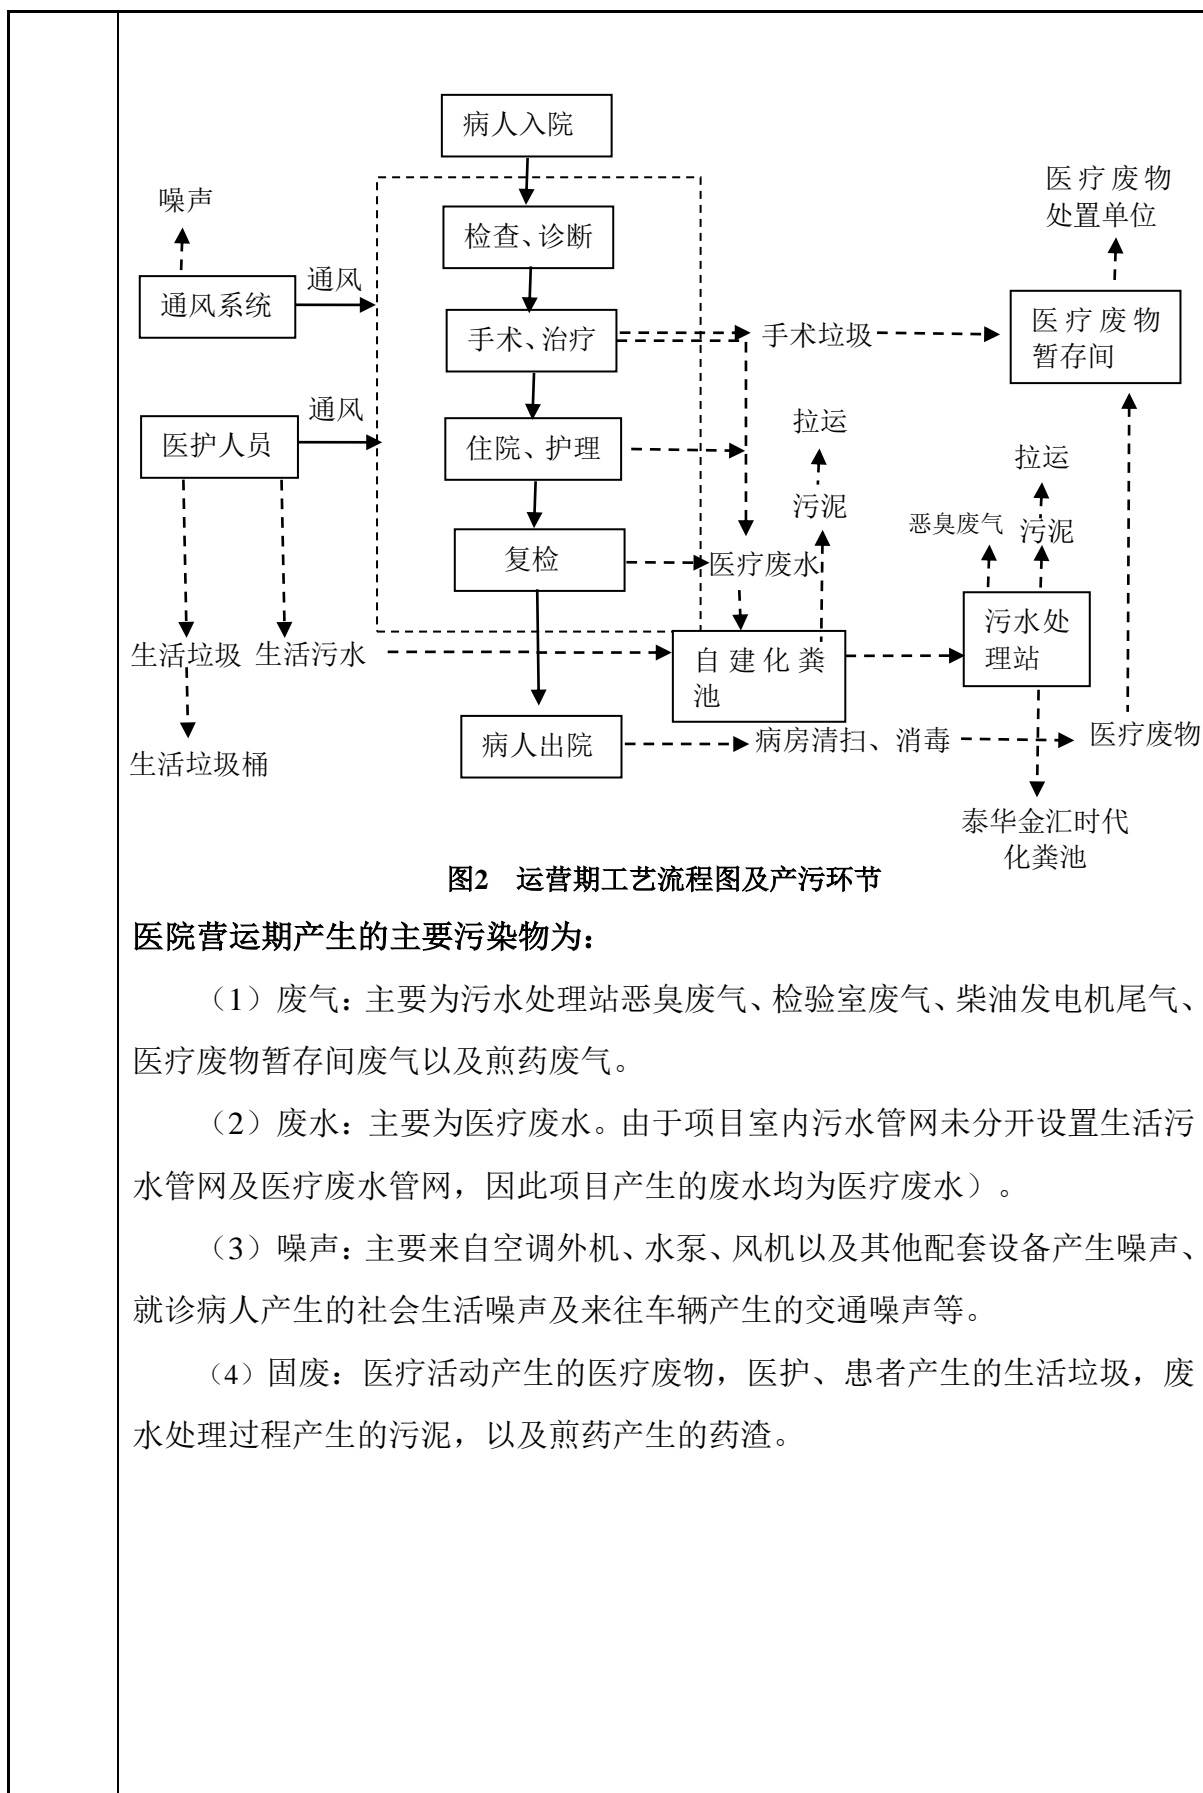 病人入院
噪声
医疗废物
处置单位
检查、诊断
通风
通风系统
手术、治疗
手术垃圾
医疗废物
暂存间
通风
医护人员
住院、护理
拉运
拉运
污泥
恶臭废气
污泥
复检
医疗废水
生活垃圾
生活污水
自建化粪
池
污水处
理站
病人出院
病房清扫、消毒
医疗废物
生活垃圾桶
泰华金汇时代
化粪池
图2 运营期工艺流程图及产污环节
医院营运期产生的主要污染物为：
（1）废气：主要为污水处理站恶臭废气、检验室废气、柴油发电机尾气、
医疗废物暂存间废气以及煎药废气。
（2）废水：主要为医疗废水。由于项目室内污水管网未分开设置生活污
水管网及医疗废水管网，因此项目产生的废水均为医疗废水）。
（3）噪声：主要来自空调外机、水泵、风机以及其他配套设备产生噪声、
就诊病人产生的社会生活噪声及来往车辆产生的交通噪声等。
（4）固废：医疗活动产生的医疗废物，医护、患者产生的生活垃圾，废
水处理过程产生的污泥，以及煎药产生的药渣。